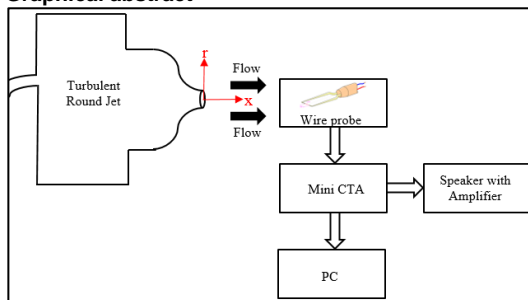 Graphical abstract
Turbulent
Round Jet
r
x
Flow
Flow
Wire probe
Mini CTA
Speaker with
Amplifier
PC